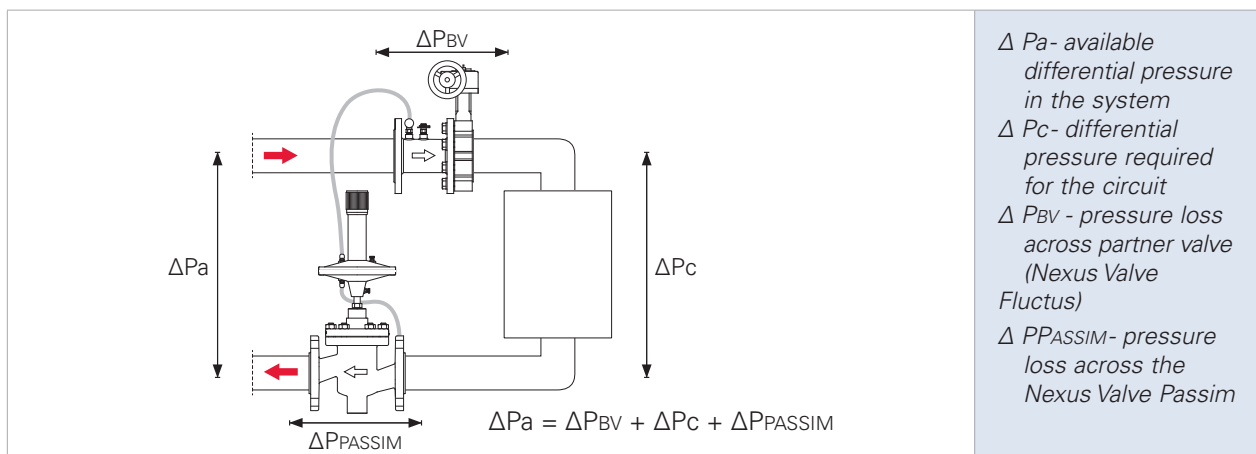 ΔPBV
ΔPa
ΔPc
ΔPa = ΔPBV + ΔPc + ΔPPASSIM
ΔPPASSIM
Δ Pa- available
differential pressure
in the system
Δ Pc- differential
pressure required
for the circuit
Δ PBV - pressure loss
across partner valve
(Nexus Valve
Fluctus)
Δ PPASSIM- pressure
loss across the
Nexus Valve Passim